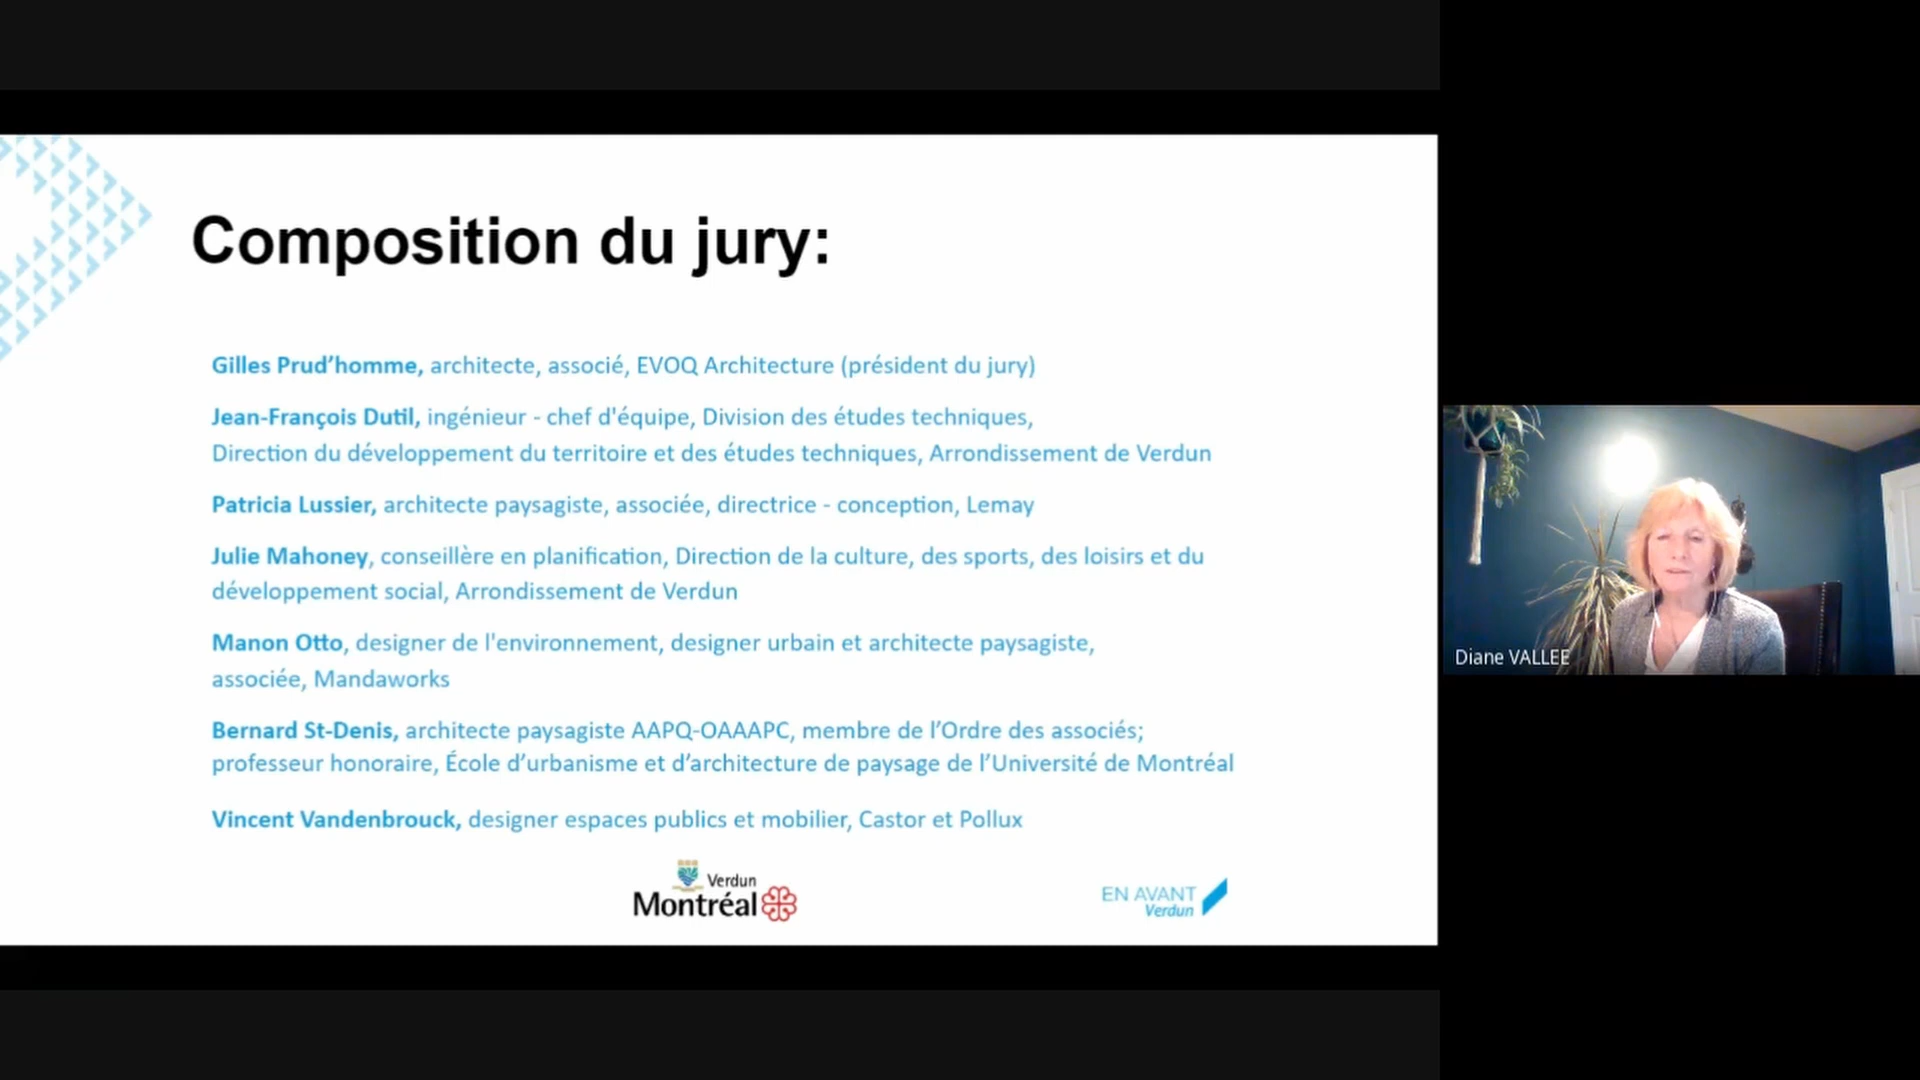 Composition du jury:
Gilles Prud’homme, architecte, associé, EVOQ Architecture (président du jury)
Jean-François Dutil, ingénieur - chef d'équipe, Division des études techniques,
Direction du développement du territoire et des études techniques, Arrondissement de Verdun
Patricia Lussier, architecte paysagiste, associée, directrice - conception, Lemay
Julie Mahoney, conseillère en planification, Direction de la culture, des sports, des loisirs et du
développement social, Arrondissement de Verdun
Manon Otto, designer de l'environnement, designer urbain et architecte paysagiste,
associée, Mandaworks
Bernard St-Denis, architecte paysagiste AAPQ-OAAAPC, membre de l’Ordre des associés;
professeur honoraire, École d’urbanisme et d’architecture de paysage de l’Université de Montréal
Vincent Vandenbrouck, designer espaces publics et mobilier, Castor et Pollux
Verdun
Montréal
EN AVANT
Verdun
Diane VALLEE